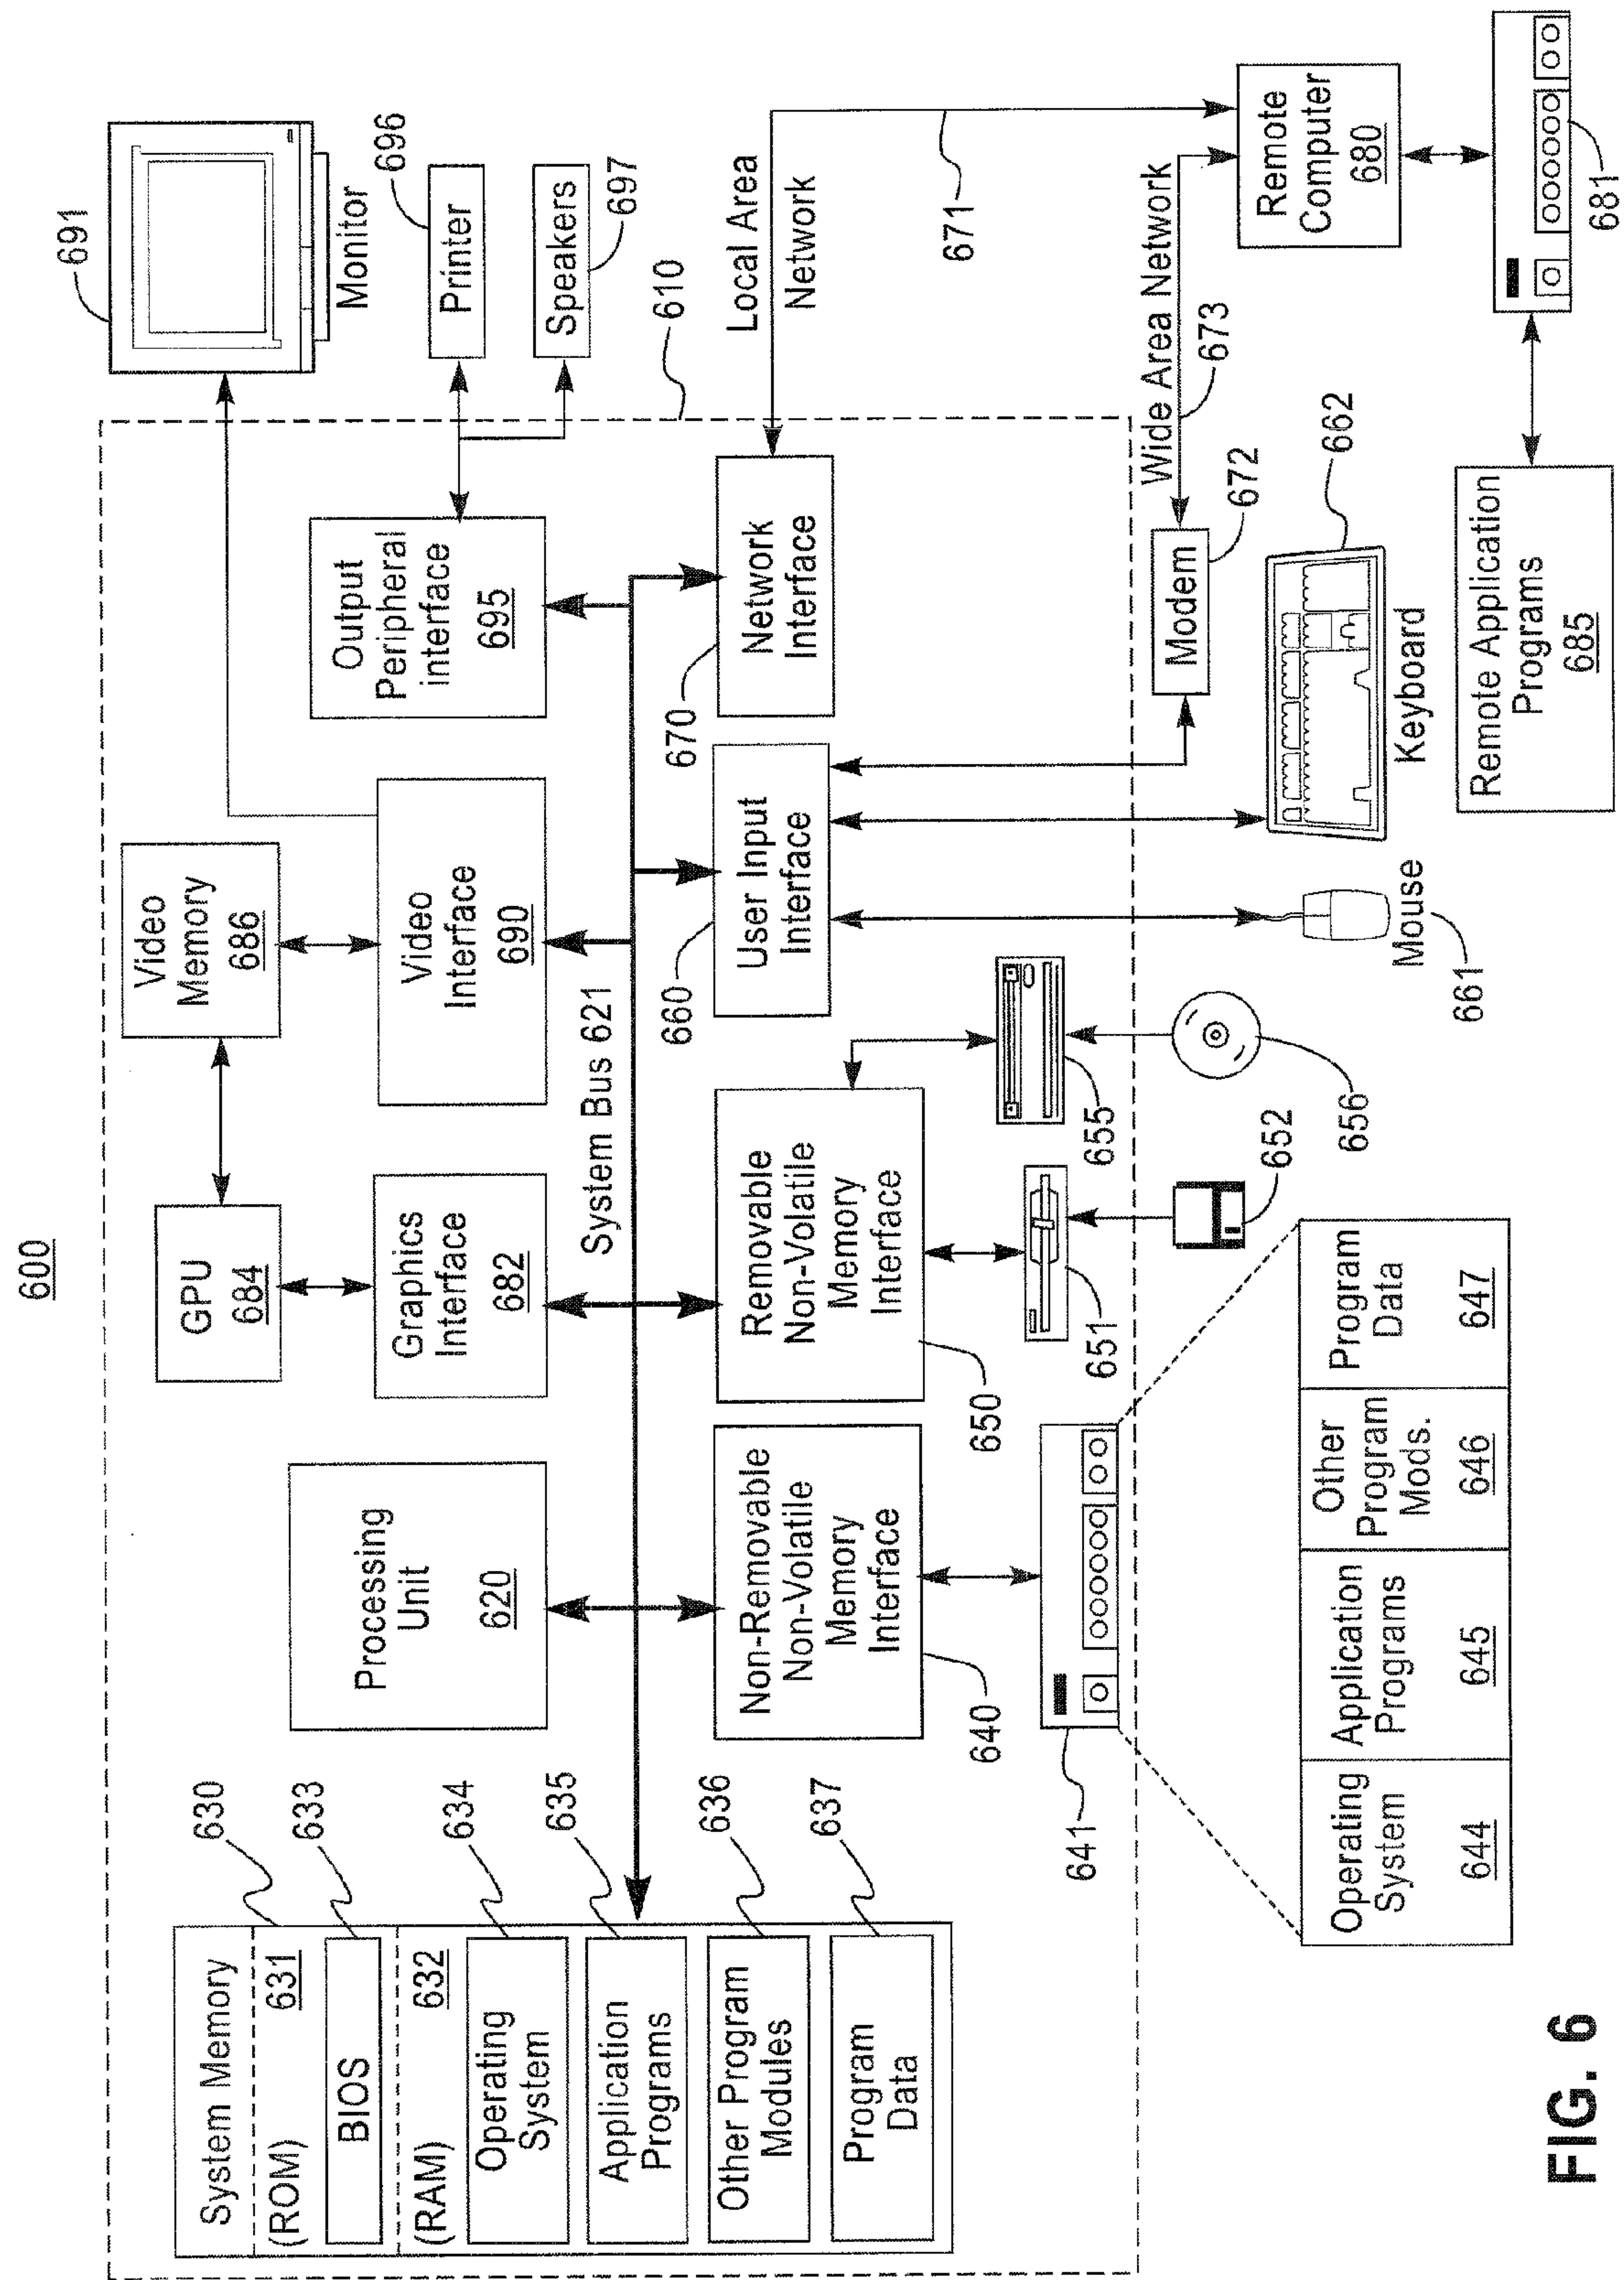 600
System Memory
(ROM) 631
BIOS
(RAM) 632
Operating
System
Application
Programs
Other Program
Modules
Program
Data
630
633
634
635
636
637
Processing
Unit
620
GPU
684
Graphics
Interface
682
Video
Memory
686
Video
Interface
690
Output
Peripheral
interface
695
System Bus 621
Non-Removable
Non-Volatile
Memory
Interface
640
Removable
Non-Volatile
Memory
Interface
650
User Input
Interface
660
Network
Interface
670
691
Monitor
Printer
696
Speakers
697
610
Local Area
Network
671
Wide Area Network
673
Modem
672
Remote
Computer
680
681
Remote Application
Programs
685
641
651
655
652
656
Mouse
661
Keyboard
662
Operating
System
644
Application
Programs
645
Other
Program
Mods.
646
Program
Data
647
FIG. 6